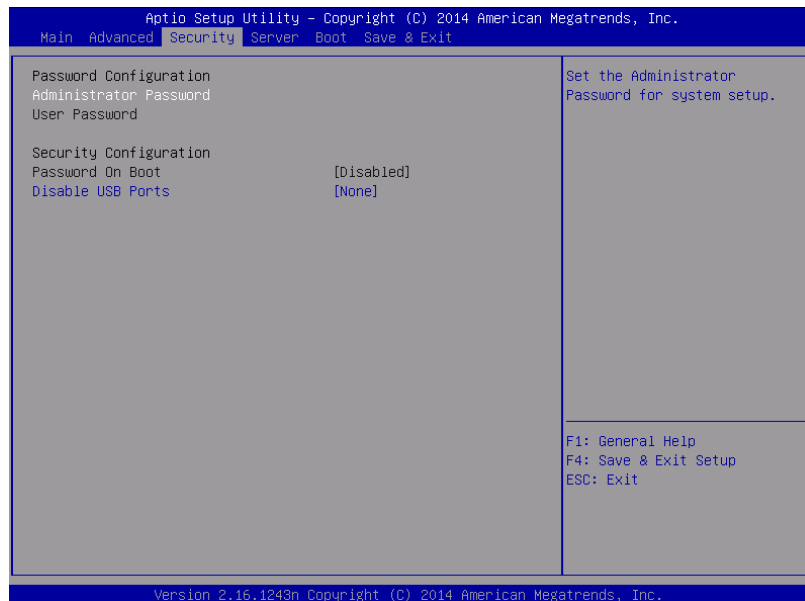 Aptio Setup Utility – Copyright (C) 2014 American Megatrends, Inc.
Main Advanced Security Server Boot Save & Exit
Password Configuration
Administrator Password
User Password
Security Configuration
Password On Boot [Disabled]
Disable USB Ports [None]
Set the Administrator
Password for system setup.
F1: General Help
F4: Save & Exit Setup
ESC: Exit
Version 2.16.1243n Copyright (C) 2014 American Megatrends, Inc.